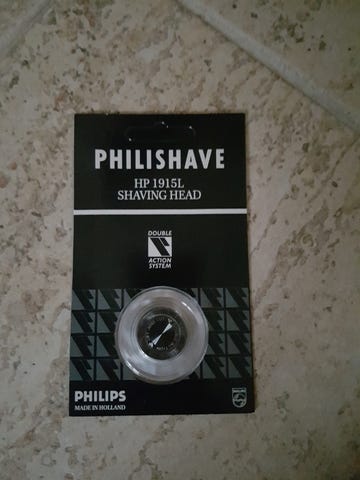 PHILISHAVE
HP 1915L
SHAVING HEAD
DOUBLE
ACTION
SYSTEM
PHILIPS
MADE IN HOLLAND